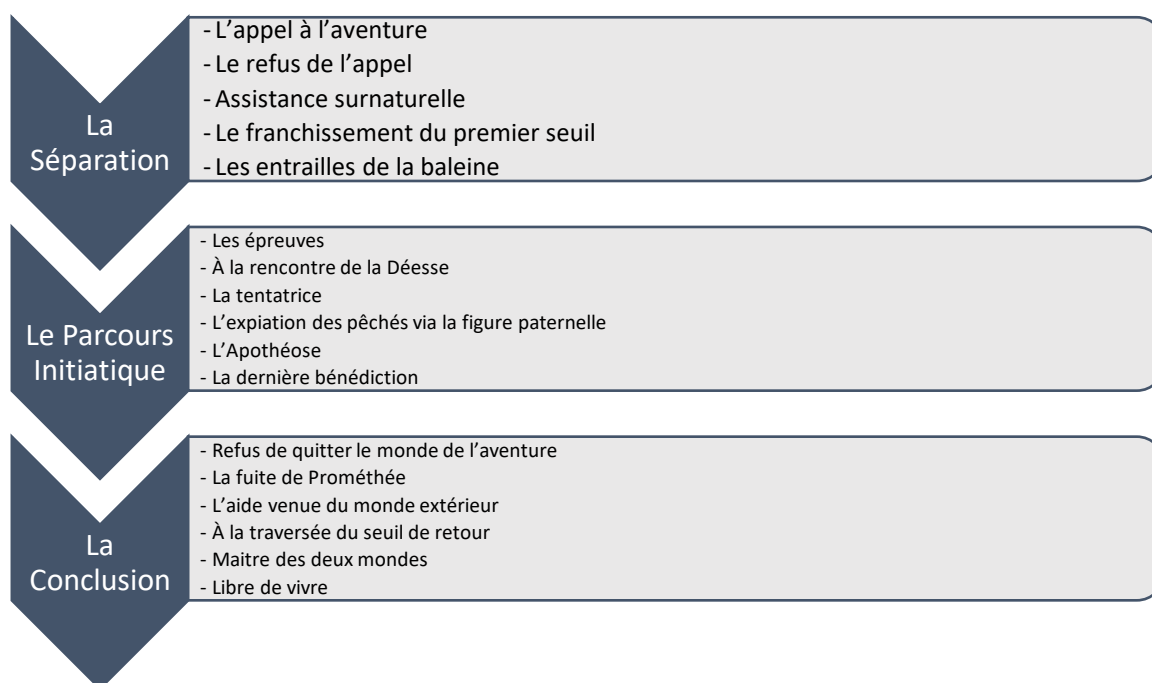 La
Séparation
- L’appel à l’aventure
- Le refus de l’appel
- Assistance surnaturelle
- Le franchissement du premier seuil
- Les entrailles de la baleine
Le Parcours
Initiatique
- Les épreuves
- À la rencontre de la Déesse
- La tentatrice
- L’expiation des pêchés via la figure paternelle
- L’Apothéose
- La dernière bénédiction
La
Conclusion
- Refus de quitter le monde de l’aventure
- La fuite de Prométhée
- L’aide venue du monde extérieur
- À la traversée du seuil de retour
- Maitre des deux mondes
- Libre de vivre